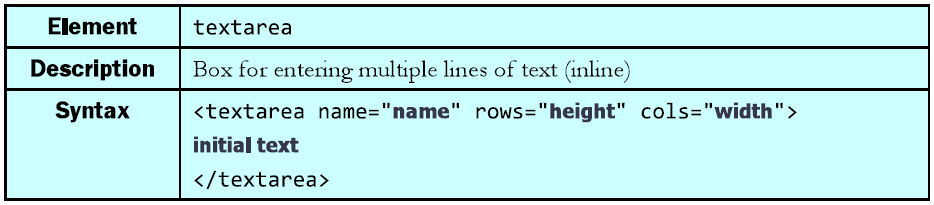 Element textarea
Description Box for entering multiple lines of text (inline)
Syntax <textarea name="name" rows="height" cols="width">
initial text
</textarea>